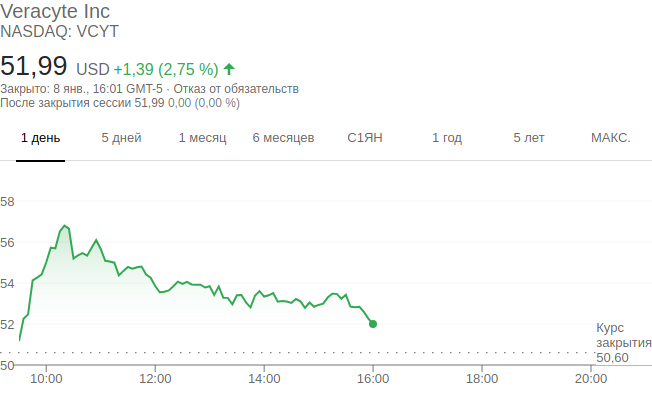 Veracyte Inc
NASDAQ: VCYT
51,99 USD +1,39 (2,75 %)
Закрыто: 8 янв., 16:01 GMT-5 · Отказ от обязательств
После закрытия сессии 51,99 0,00 (0,00 %)
1 день 5 дней 1 месяц 6 месяцев С1ЯН 1 год 5 лет МАКС.
58
56
54
52
Курс
закрытия
50,60
50
10:00 12:00 14:00 16:00 18:00 20:00